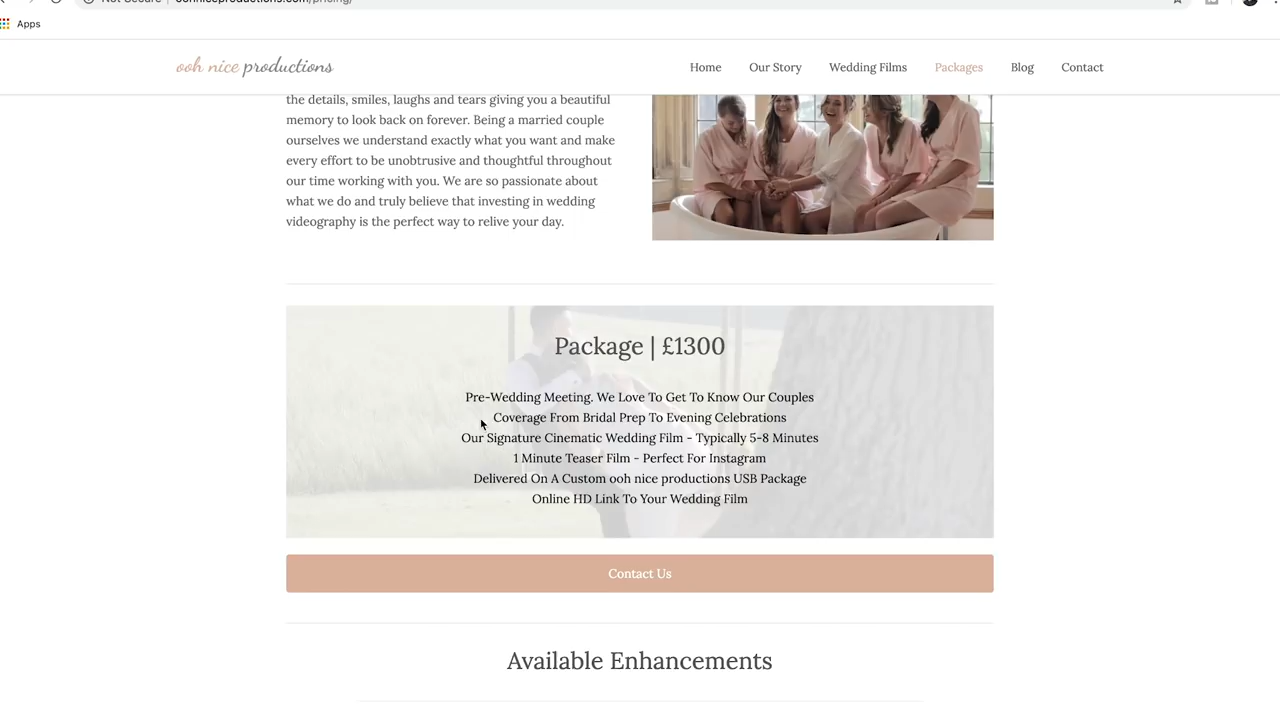 Not Secure
oohniceproductions.com/pricing/
Apps
ooh nice productions
Home
Our Story
Wedding Films
Packages
Blog
Contact
the details, smiles, laughs and tears giving you a beautiful
memory to look back on forever. Being a married couple
ourselves we understand exactly what you want and make
every effort to be unobtrusive and thoughtful throughout
our time working with you. We are so passionate about
what we do and truly believe that investing in wedding
videography is the perfect way to relive your day.
Package | £1300
Pre-Wedding Meeting. We Love To Get To Know Our Couples
Coverage From Bridal Prep To Evening Celebrations
Our Signature Cinematic Wedding Film - Typically 5-8 Minutes
1 Minute Teaser Film - Perfect For Instagram
Delivered On A Custom ooh nice productions USB Package
Online HD Link To Your Wedding Film
Contact Us
Available Enhancements